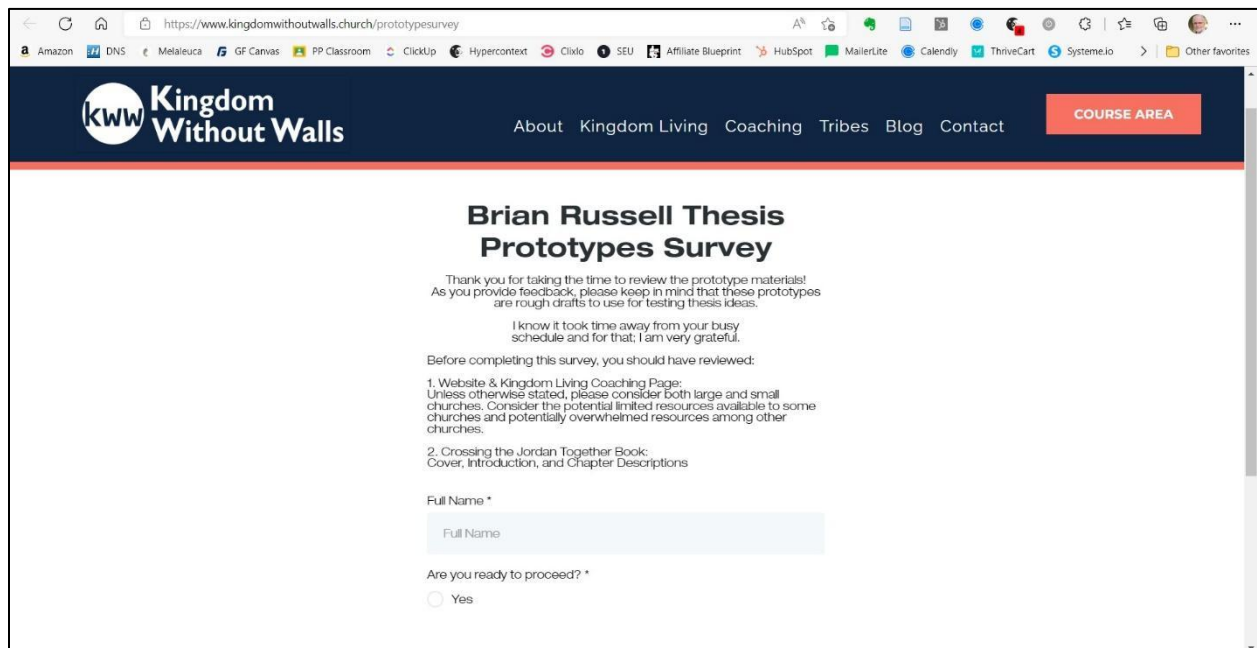 https://www.kingdomwithoutwalls.church/prototypesurvey
a Amazon DNS Melaleuca GF Canvas PP Classroom ClickUp Hypercontext Clixlo SEU Affiliate Blueprint HubSpot MailerLite Calendly ThriveCart Systeme.io Other favorites
kww Kingdom
Without Walls
About Kingdom Living Coaching Tribes Blog Contact
COURSE AREA
Brian Russell Thesis
Prototypes Survey
Thank you for taking the time to review the prototype materials!
As you provide feedback, please keep in mind that these prototypes
are rough drafts to use for testing thesis ideas.
I know it took time away from your busy
schedule and for that; I am very grateful.
Before completing this survey, you should have reviewed:
1. Website & Kingdom Living Coaching Page:
Unless otherwise stated, please consider both large and small
churches. Consider the potential limited resources available to some
churches and potentially overwhelmed resources among other
churches.
2. Crossing the Jordan Together Book:
Cover, Introduction, and Chapter Descriptions
Full Name *
Full Name
Are you ready to proceed? *
Yes